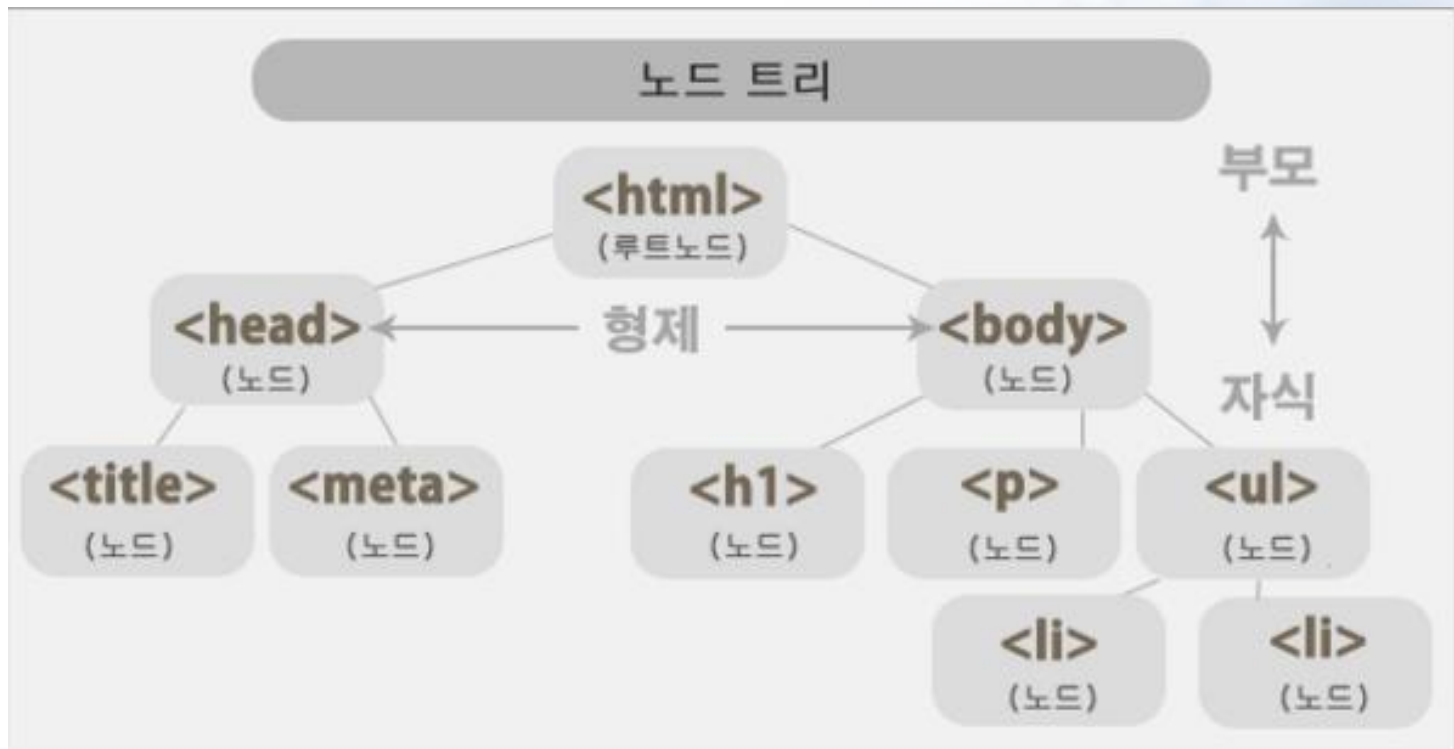 노드 트리
부모
<html>
(루트노드)
<head>
(노드)
형제
<body>
(노드)
자식
<title>
(노드)
<meta>
(노드)
<h1>
(노드)
<p>
(노드)
<ul>
(노드)
<li>
(노드)
<li>
(노드)